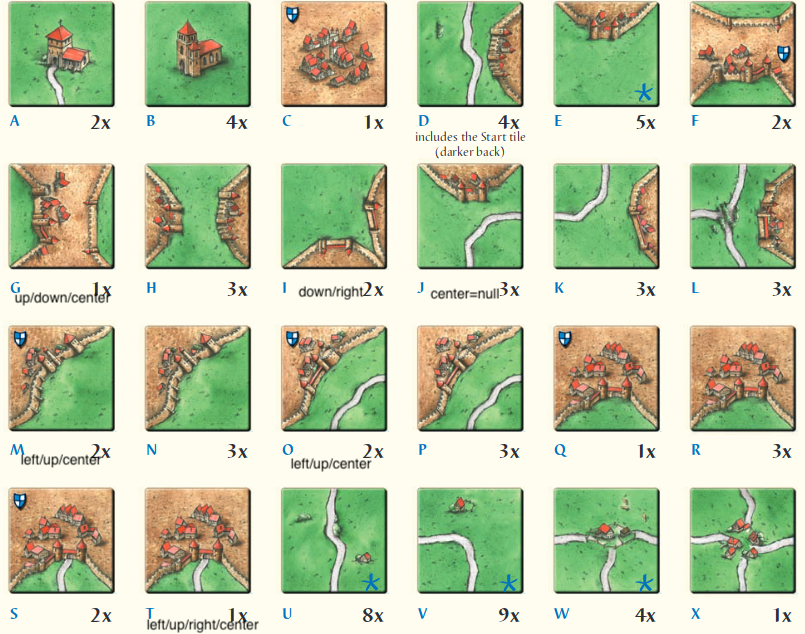 A 2x B 4x C 1x D 4x E 5x F 2x
includes the Start tile
(darker back)
G 1x H 3x I 2x J 3x K 3x L 3x
up/down/center down/right center=null
M 2x N 3x O 2x P 3x Q 1x R 3x
left/up/center left/up/center
S 2x T 1x U 8x V 9x W 4x X 1x
left/up/right/center